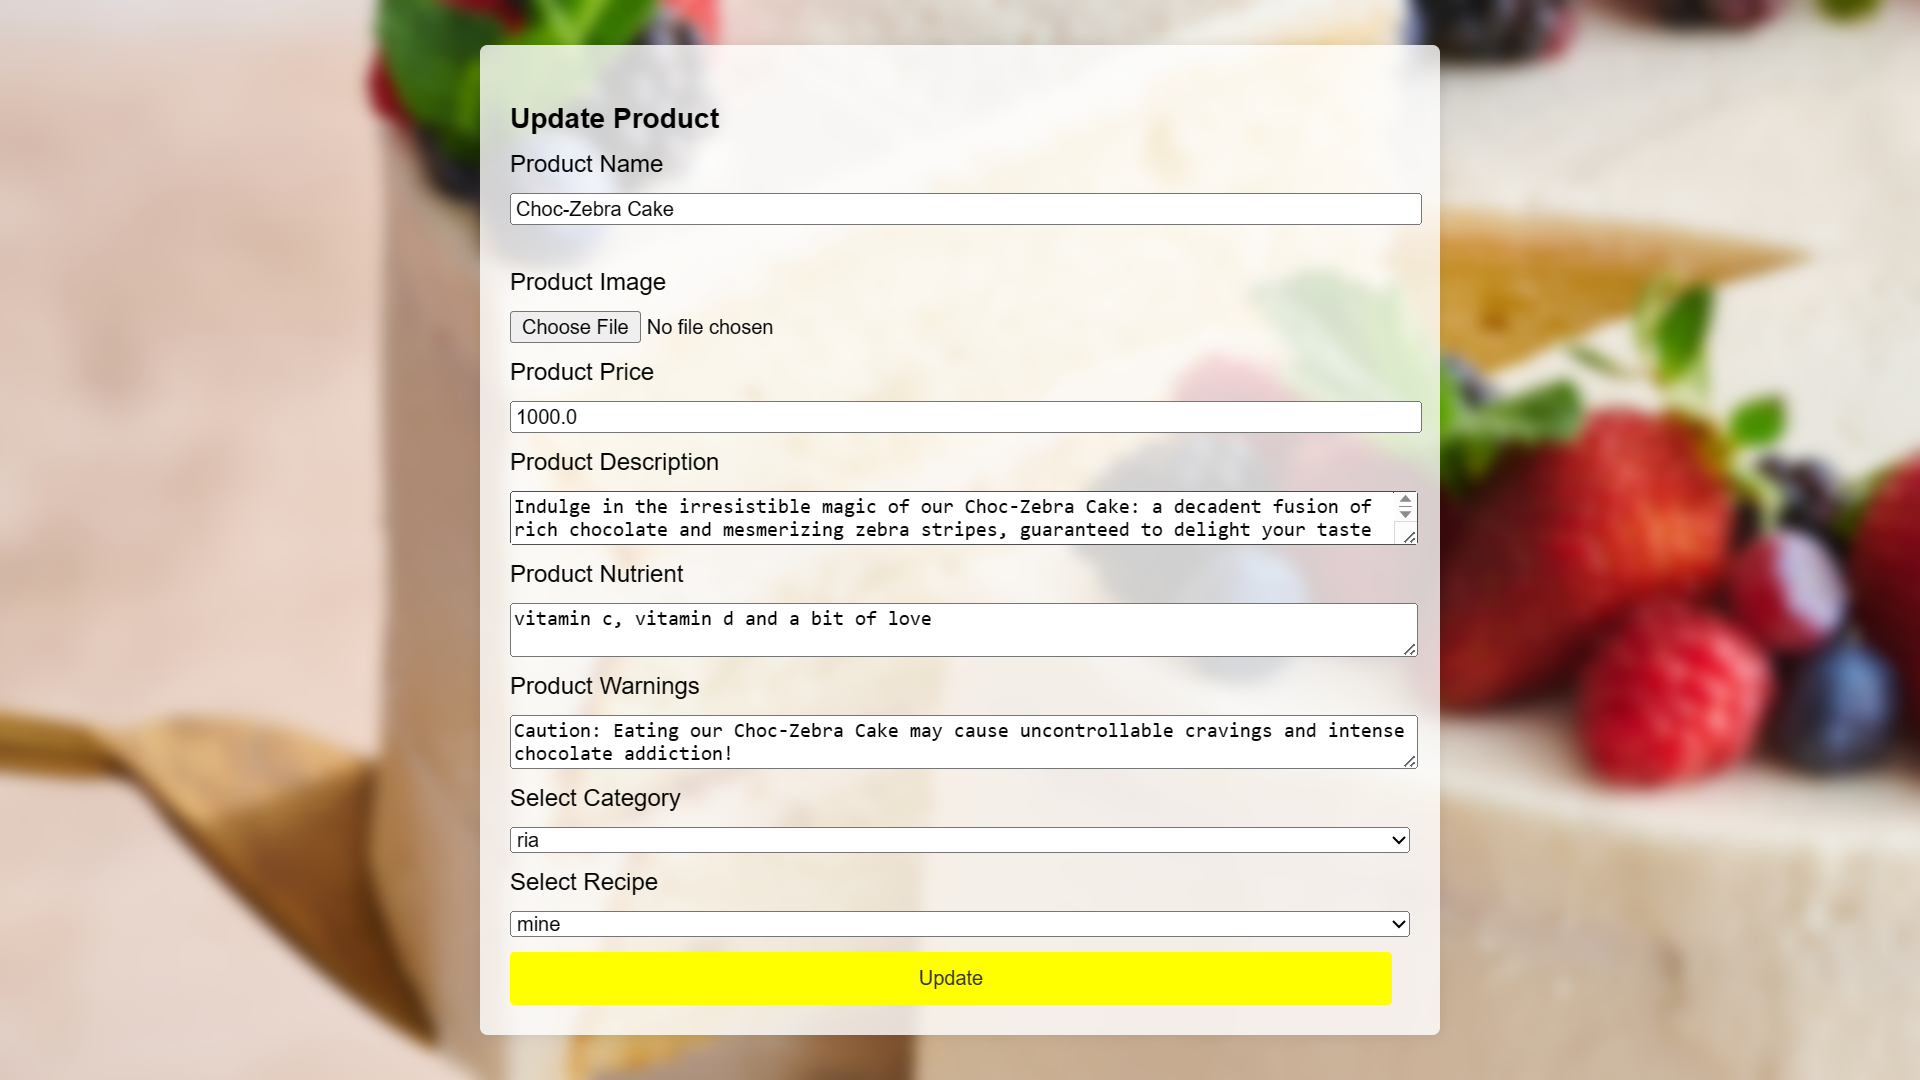 Update Product
Product Name
Choc-Zebra Cake
Product Image
Choose File No file chosen
Product Price
1000.0
Product Description
Indulge in the irresistible magic of our Choc-Zebra Cake: a decadent fusion of
rich chocolate and mesmerizing zebra stripes, guaranteed to delight your taste
Product Nutrient
vitamin c, vitamin d and a bit of love
Product Warnings
Caution: Eating our Choc-Zebra Cake may cause uncontrollable cravings and intense
chocolate addiction!
Select Category
ria
Select Recipe
mine
Update